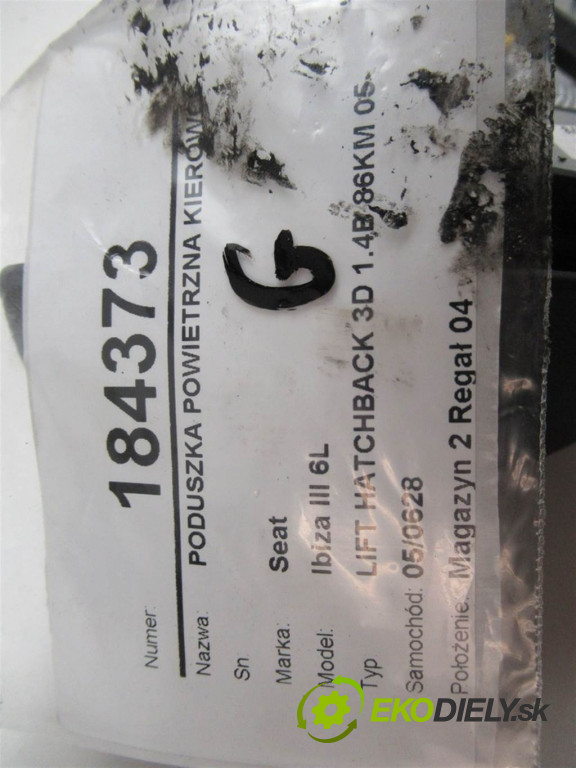 Numer: 184373
Nazwa: PODUSZKA POWIETRZNA KIEROWC
Sn
Marka: Seat
Model: Ibiza III 6L
Typ LIFT HATCHBACK 3D 1.4B 86KM 05-
Samochód: 05/0628
Położenie: Magazyn 2 Regał 04
G
EKODIELY.sk